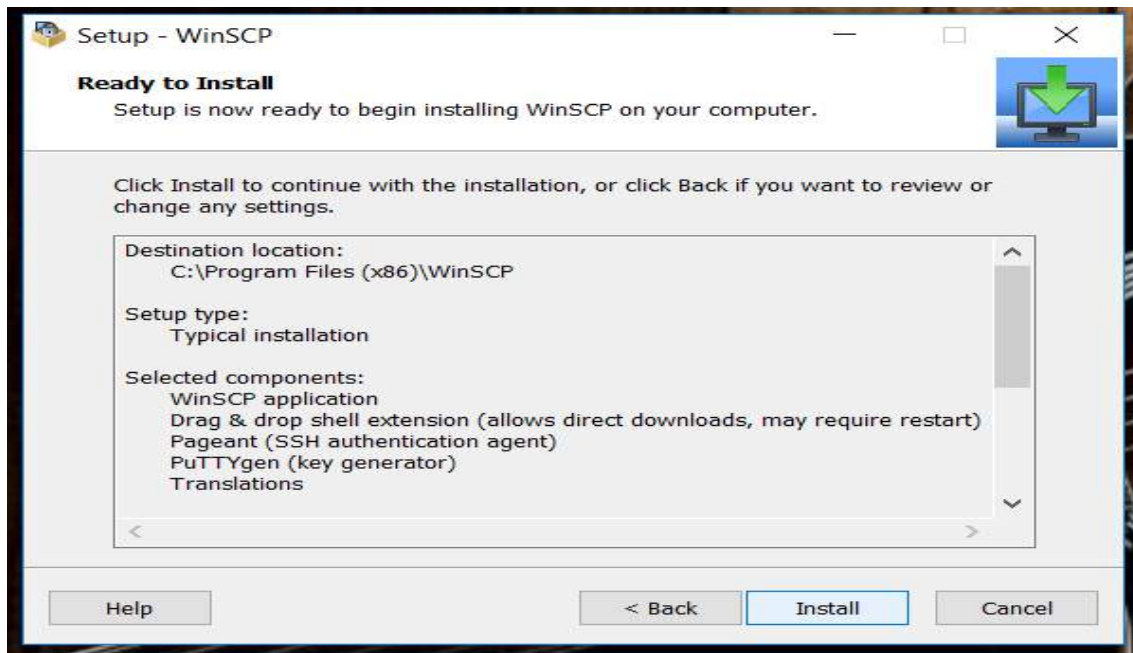 Setup - WinSCP
Ready to Install
Setup is now ready to begin installing WinSCP on your computer.
Click Install to continue with the installation, or click Back if you want to review or
change any settings.
Destination location:
C:\Program Files (x86)\WinSCP
Setup type:
Typical installation
Selected components:
WinSCP application
Drag & drop shell extension (allows direct downloads, may require restart)
Pageant (SSH authentication agent)
PuTTYgen (key generator)
Translations
Help
< Back
Install
Cancel